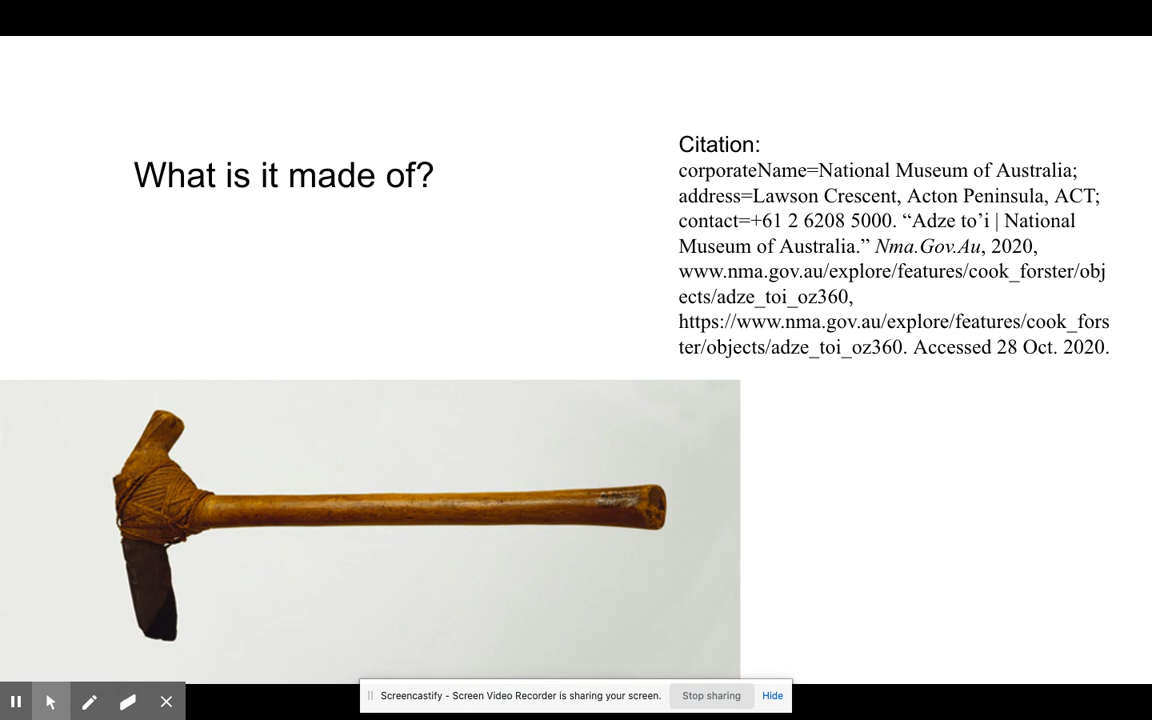 What is it made of?
Citation:
corporateName=National Museum of Australia;
address=Lawson Crescent, Acton Peninsula, ACT;
contact=+61 2 6208 5000. “Adze to’i | National
Museum of Australia.” Nma.Gov.Au, 2020,
www.nma.gov.au/explore/features/cook_forster/obj
ects/adze_toi_oz360,
https://www.nma.gov.au/explore/features/cook_fors
ter/objects/adze_toi_oz360. Accessed 28 Oct. 2020.
Screencastify - Screen Video Recorder is sharing your screen. Stop sharing Hide